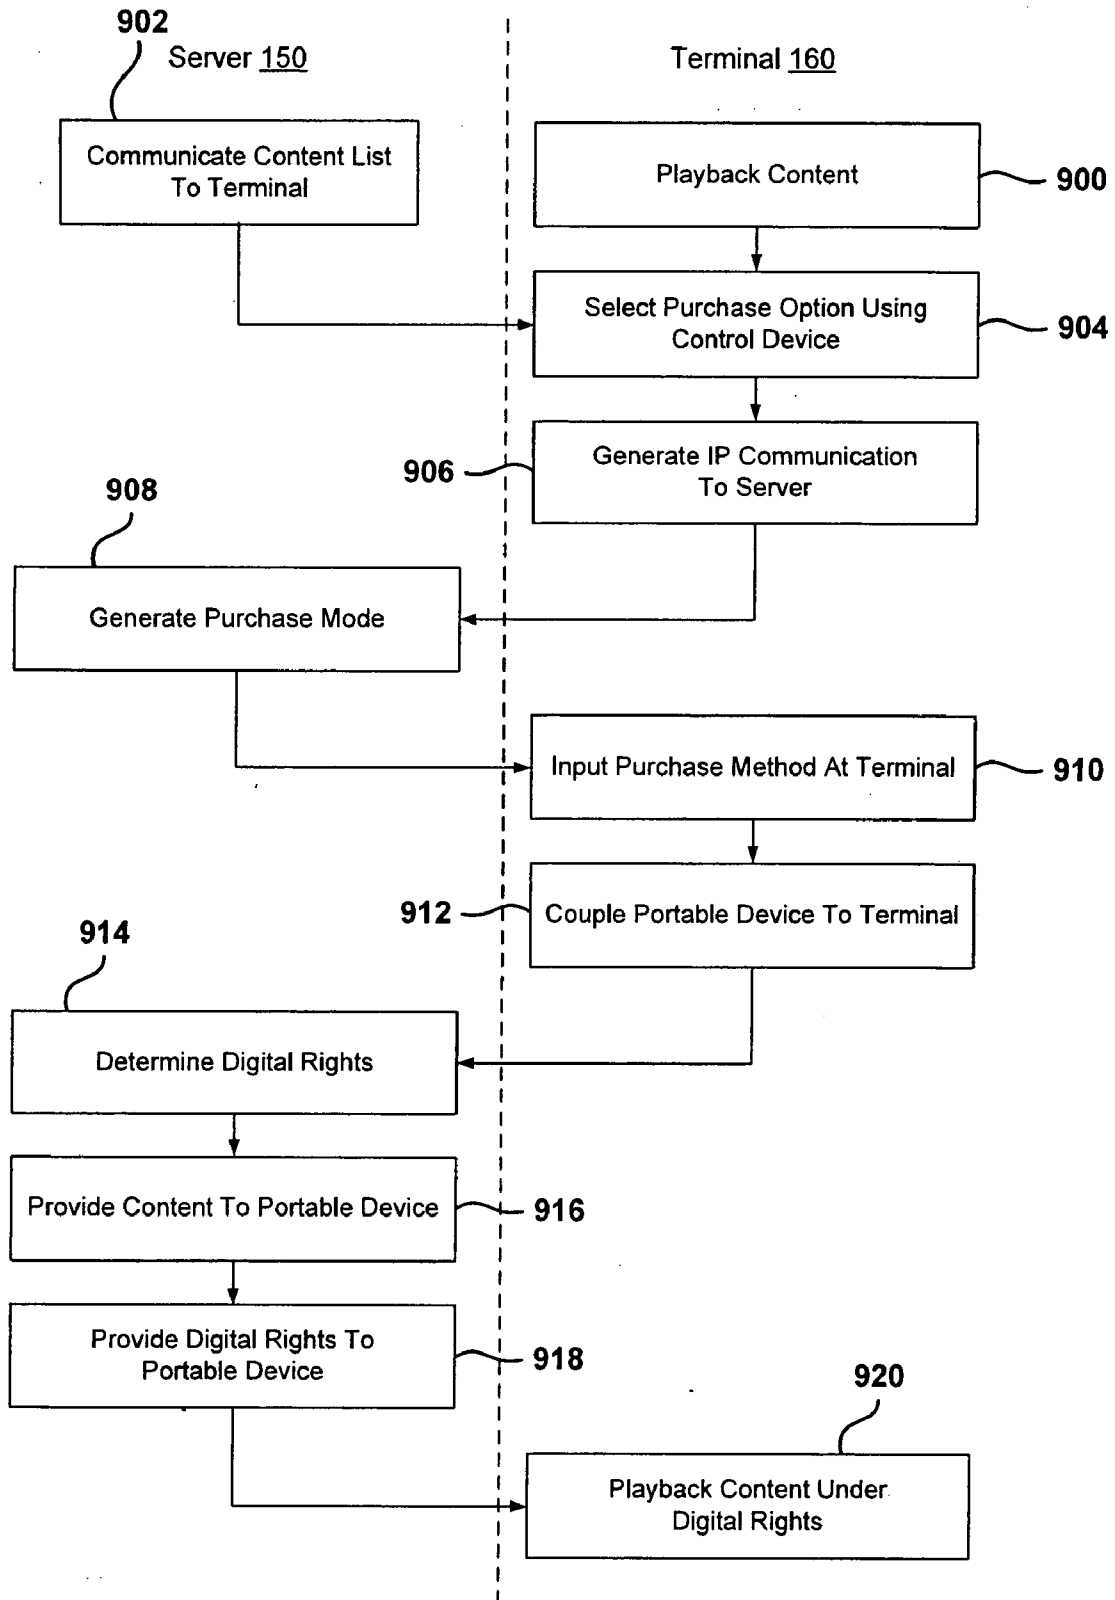 902
Server 150
Terminal 160
Communicate Content List
To Terminal
Playback Content
900
Select Purchase Option Using
Control Device
904
906
Generate IP Communication
To Server
908
Generate Purchase Mode
Input Purchase Method At Terminal
910
912
Couple Portable Device To Terminal
914
Determine Digital Rights
Provide Content To Portable Device
916
Provide Digital Rights To
Portable Device
918
920
Playback Content Under
Digital Rights